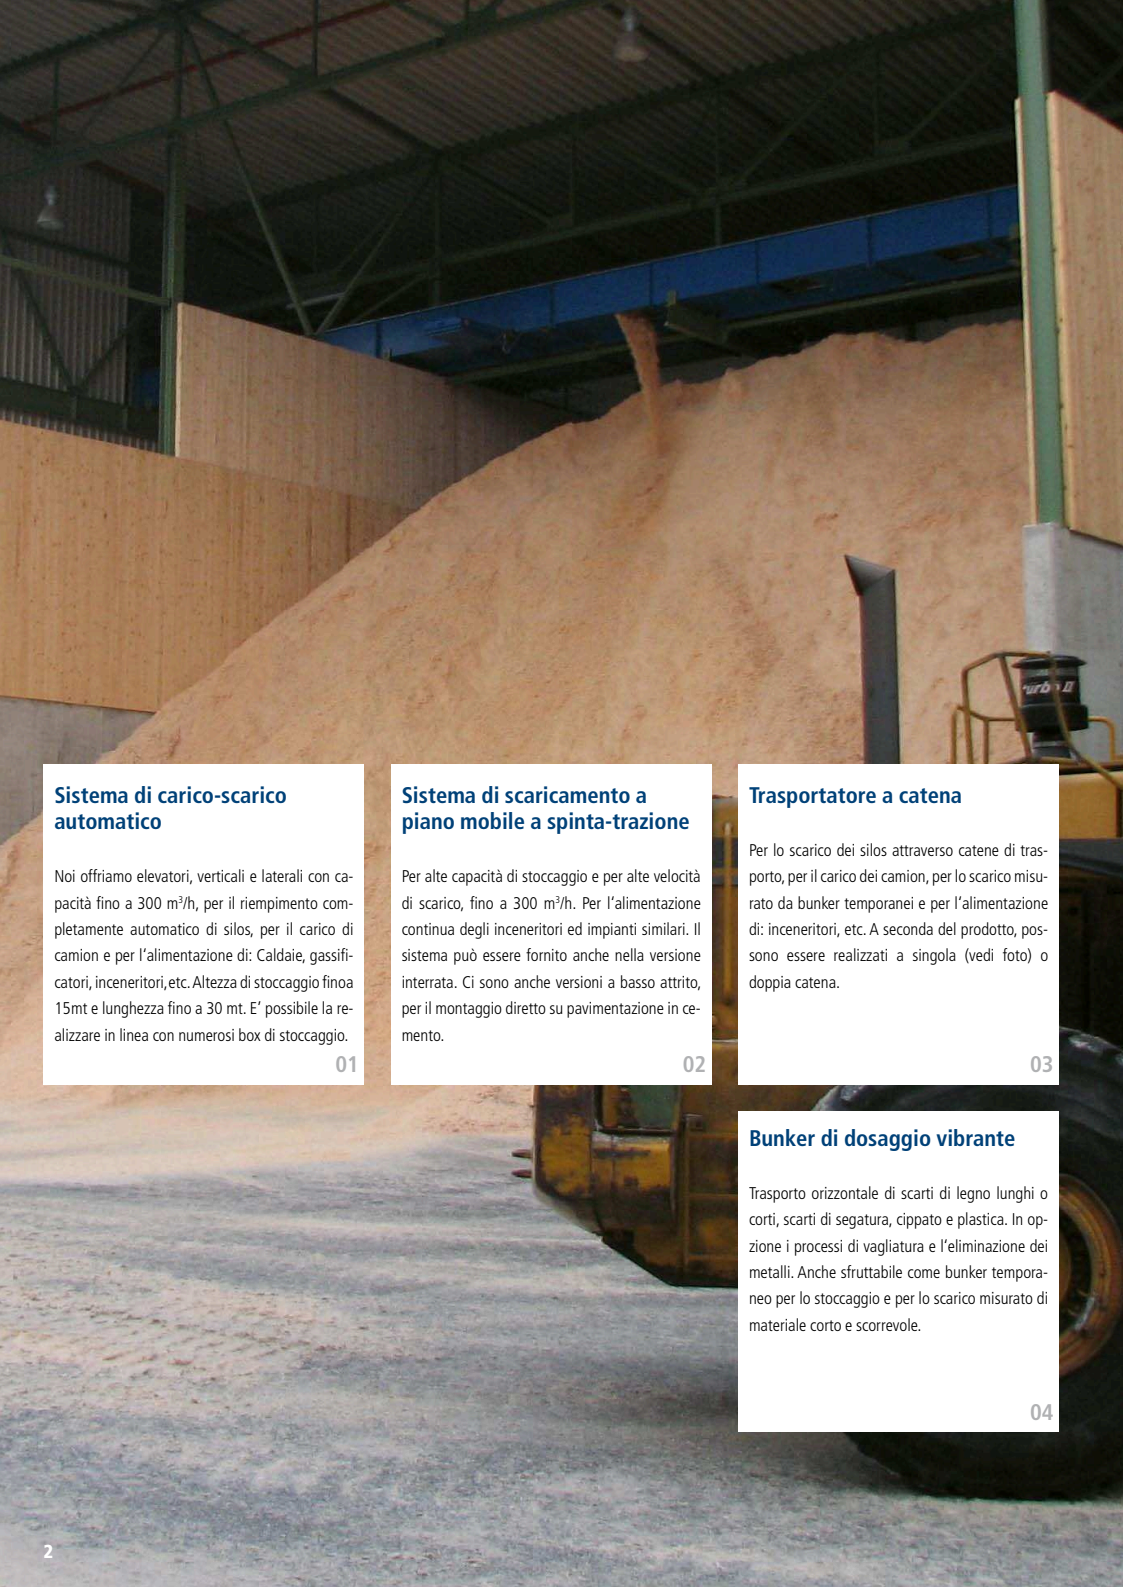 turbo II
Sistema di carico-scarico
automatico
Noi offriamo elevatori, verticali e laterali con ca-
pacità fino a 300 m³/h, per il riempimento com-
pletamente automatico di silos, per il carico di
camion e per l‘alimentazione di: Caldaie, gassifi-
catori, inceneritori, etc. Altezza di stoccaggio finoa
15mt e lunghezza fino a 30 mt. E‘ possibile la re-
alizzare in linea con numerosi box di stoccaggio.
01
Sistema di scaricamento a
piano mobile a spinta-trazione
Per alte capacità di stoccaggio e per alte velocità
di scarico, fino a 300 m³/h. Per l‘alimentazione
continua degli inceneritori ed impianti similari. Il
sistema può essere fornito anche nella versione
interrata. Ci sono anche versioni a basso attrito,
per il montaggio diretto su pavimentazione in ce-
mento.
02
Trasportatore a catena
Per lo scarico dei silos attraverso catene di tras-
porto, per il carico dei camion, per lo scarico misu-
rato da bunker temporanei e per l‘alimentazione
di: inceneritori, etc. A seconda del prodotto, pos-
sono essere realizzati a singola (vedi foto) o
doppia catena.
03
Bunker di dosaggio vibrante
Trasporto orizzontale di scarti di legno lunghi o
corti, scarti di segatura, cippato e plastica. In op-
zione i processi di vagliatura e l‘eliminazione dei
metalli. Anche sfruttabile come bunker tempora-
neo per lo stoccaggio e per lo scarico misurato di
materiale corto e scorrevole.
04
2